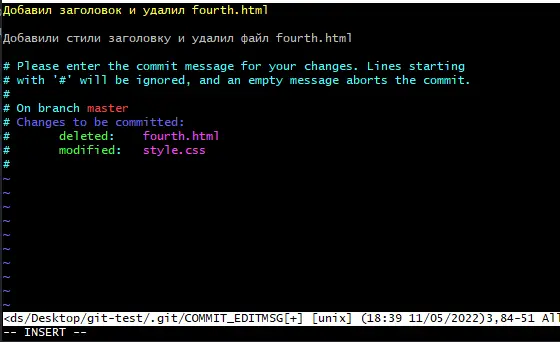 Добавил заголовок и удалил fourth.html
Добавили стили заголовку и удалил файл fourth.html
# Please enter the commit message for your changes. Lines starting
# with '#' will be ignored, and an empty message aborts the commit.
#
# On branch master
# Changes to be committed:
#       deleted:    fourth.html
#       modified:   style.css
#
~
~
~
~
~
~
~
~
~
~
<ds/Desktop/git-test/.git/COMMIT_EDITMSG[+] [unix] (18:39 11/05/2022)3,84-51 All
-- INSERT --